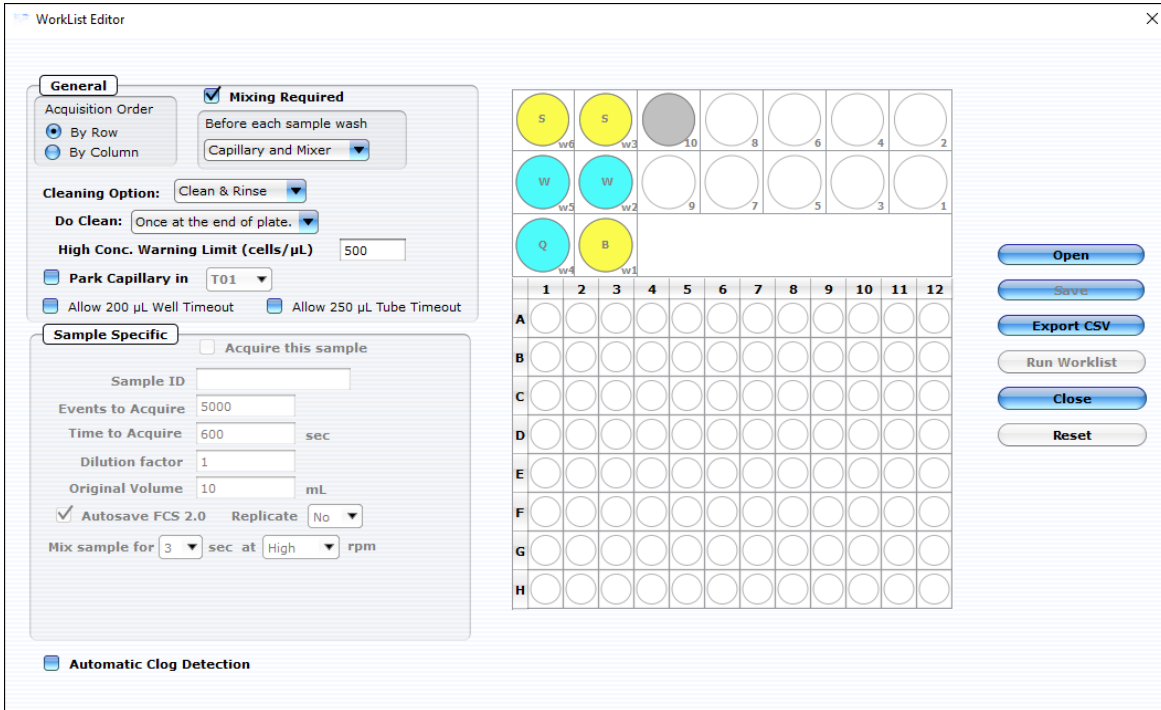 WorkList Editor
General
Acquisition Order
By Row
By Column
Mixing Required
Before each sample wash
Capillary and Mixer
Cleaning Option: Clean & Rinse
Do Clean: Once at the end of plate.
High Conc. Warning Limit (cells/µL) 500
Park Capillary in T01
Allow 200 µL Well Timeout Allow 250 µL Tube Timeout
Sample Specific
Acquire this sample
Sample ID
Events to Acquire 5000
Time to Acquire 600 sec
Dilution factor 1
Original Volume 10 mL
Autosave FCS 2.0 Replicate No
Mix sample for 3 sec at High rpm
Automatic Clog Detection
S w6 S w3 10 8 6 4 2
W w5 W w2 9 7 5 3 1
Q w4 B w1
1 2 3 4 5 6 7 8 9 10 11 12
A
B
C
D
E
F
G
H
Open
Save
Export CSV
Run Worklist
Close
Reset